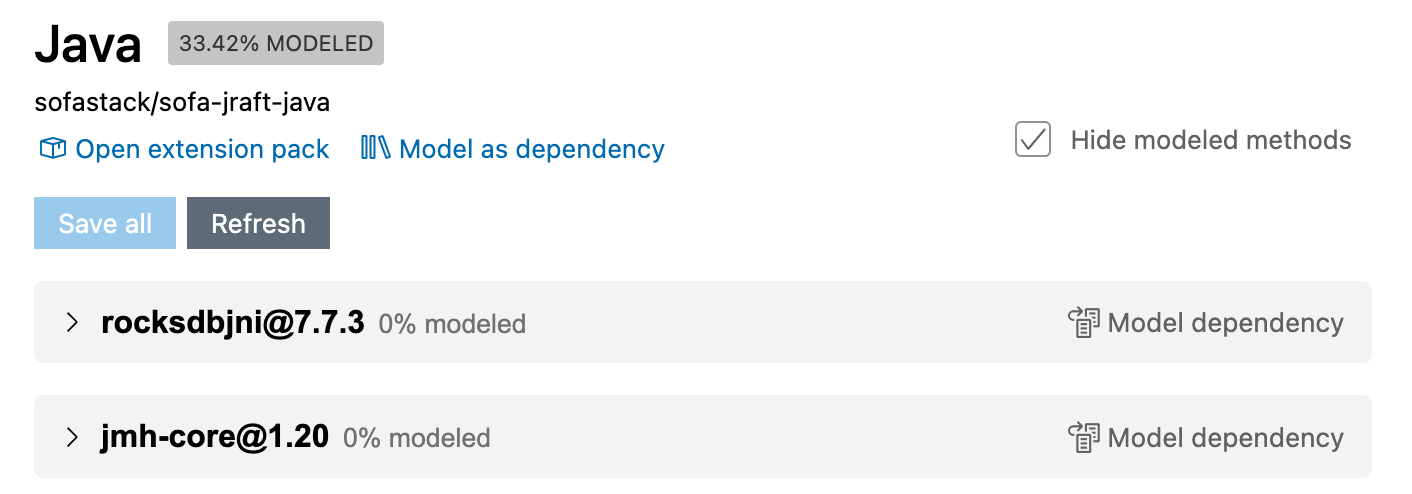 Java 33.42% MODELED
sofastack/sofa-jraft-java
Open extension pack Model as dependency Hide modeled methods
Save all Refresh
rocksdbjni@7.7.3 0% modeled Model dependency
jmh-core@1.20 0% modeled Model dependency